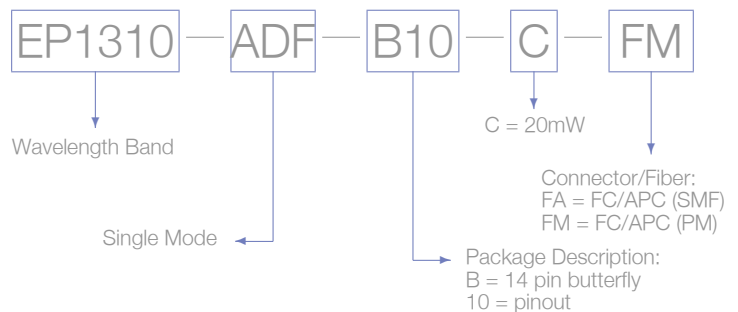 EP1310 — ADF — B10 — C — FM
C = 20mW
Wavelength Band
Connector/Fiber:
FA = FC/APC (SMF)
FM = FC/APC (PM)
Single Mode
Package Description:
B = 14 pin butterfly
10 = pinout